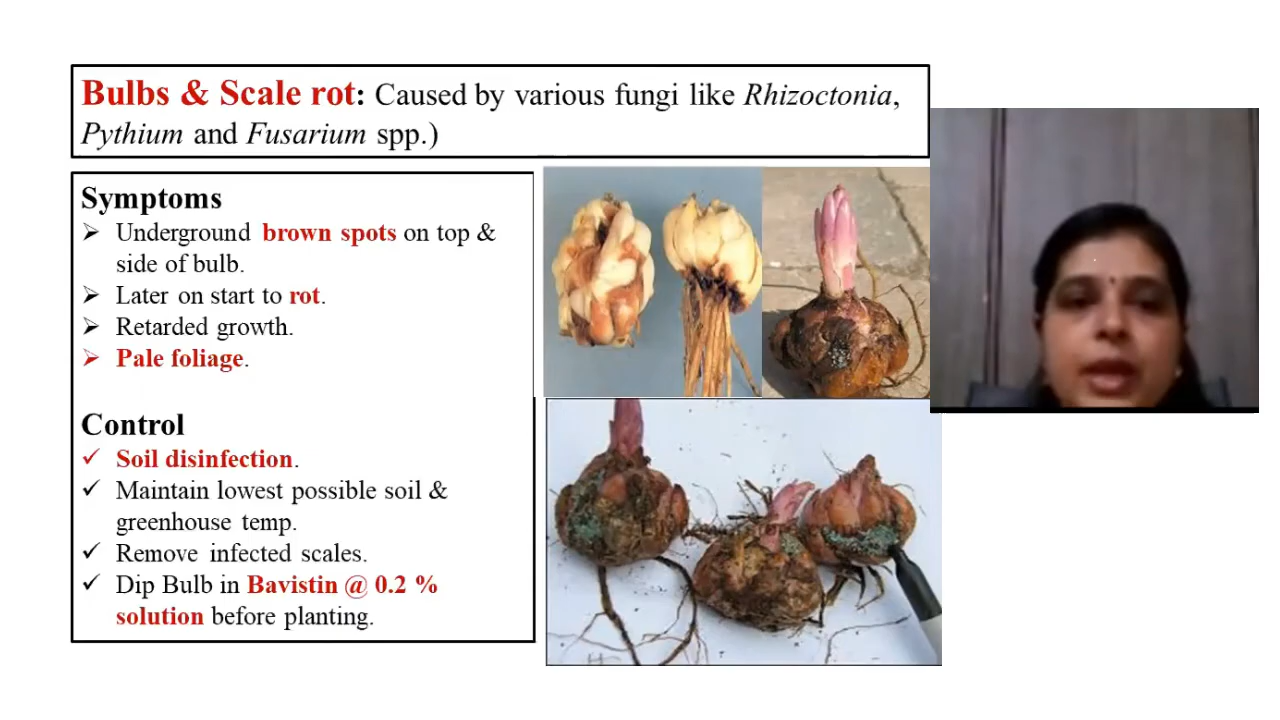 Bulbs & Scale rot: Caused by various fungi like Rhizoctonia,
Pythium and Fusarium spp.)
Symptoms
➢ Underground brown spots on top &
side of bulb.
➢ Later on start to rot.
➢ Retarded growth.
➢ Pale foliage.
Control
✓ Soil disinfection.
✓ Maintain lowest possible soil &
greenhouse temp.
✓ Remove infected scales.
✓ Dip Bulb in Bavistin @ 0.2 %
solution before planting.